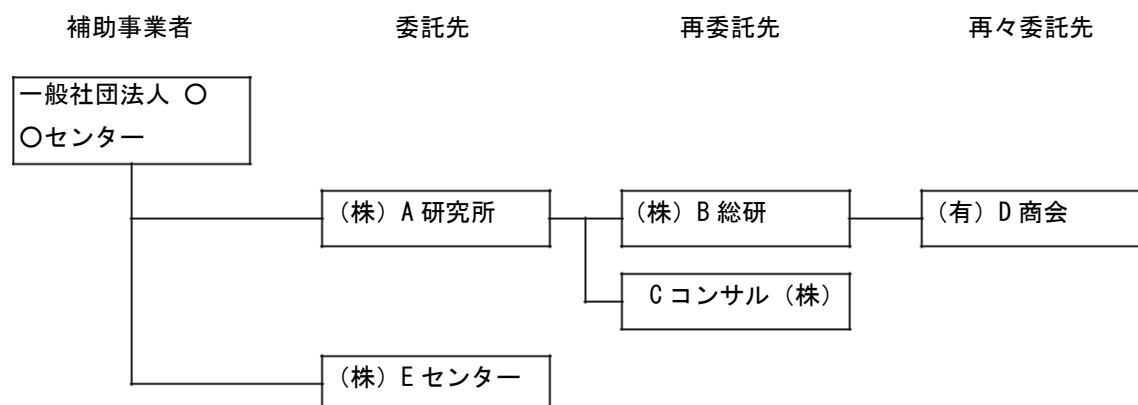 補助事業者 委託先 再委託先 再々委託先
一般社団法人 〇
〇センター
(株)A研究所 (株)B総研 (有)D商会
Cコンサル(株)
(株)Eセンター